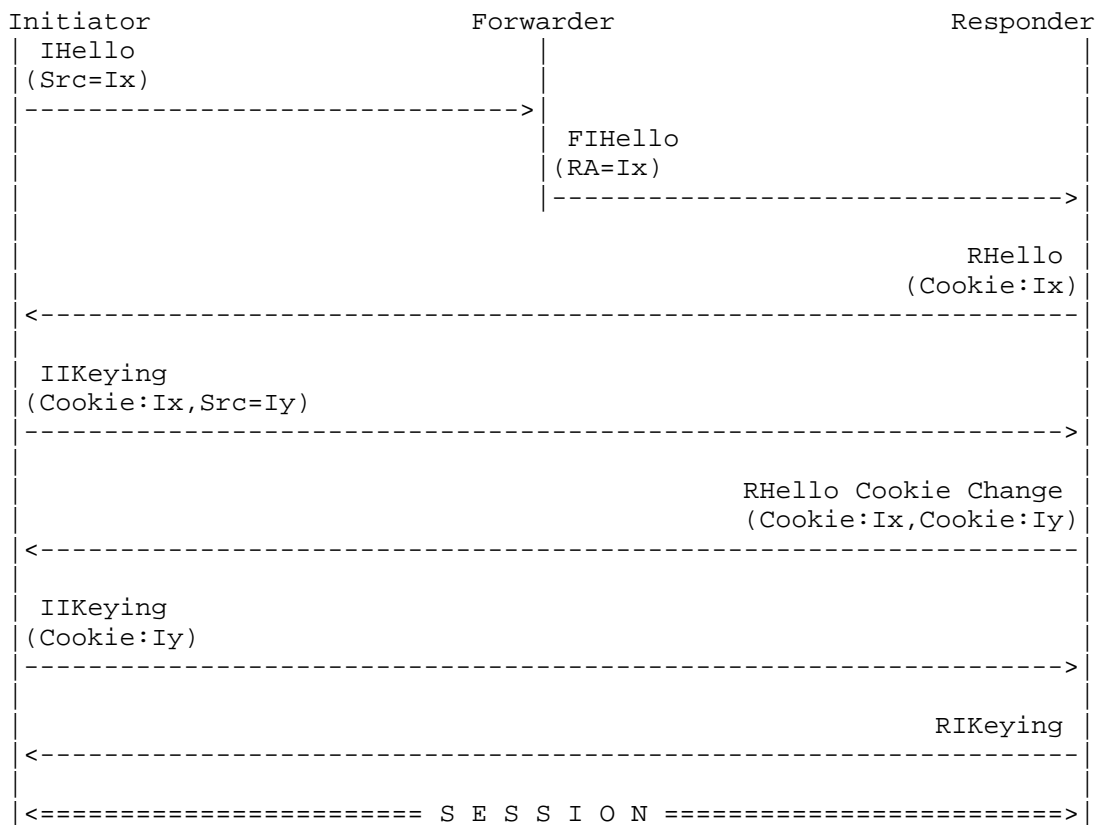 Initiator Forwarder Responder
IHello
(Src=Ix)
FIHello
(RA=Ix)
RHello
(Cookie:Ix)
IIKeying
(Cookie:Ix,Src=Iy)
RHello Cookie Change
(Cookie:Ix,Cookie:Iy)
IIKeying
(Cookie:Iy)
RIKeying
S E S S I O N